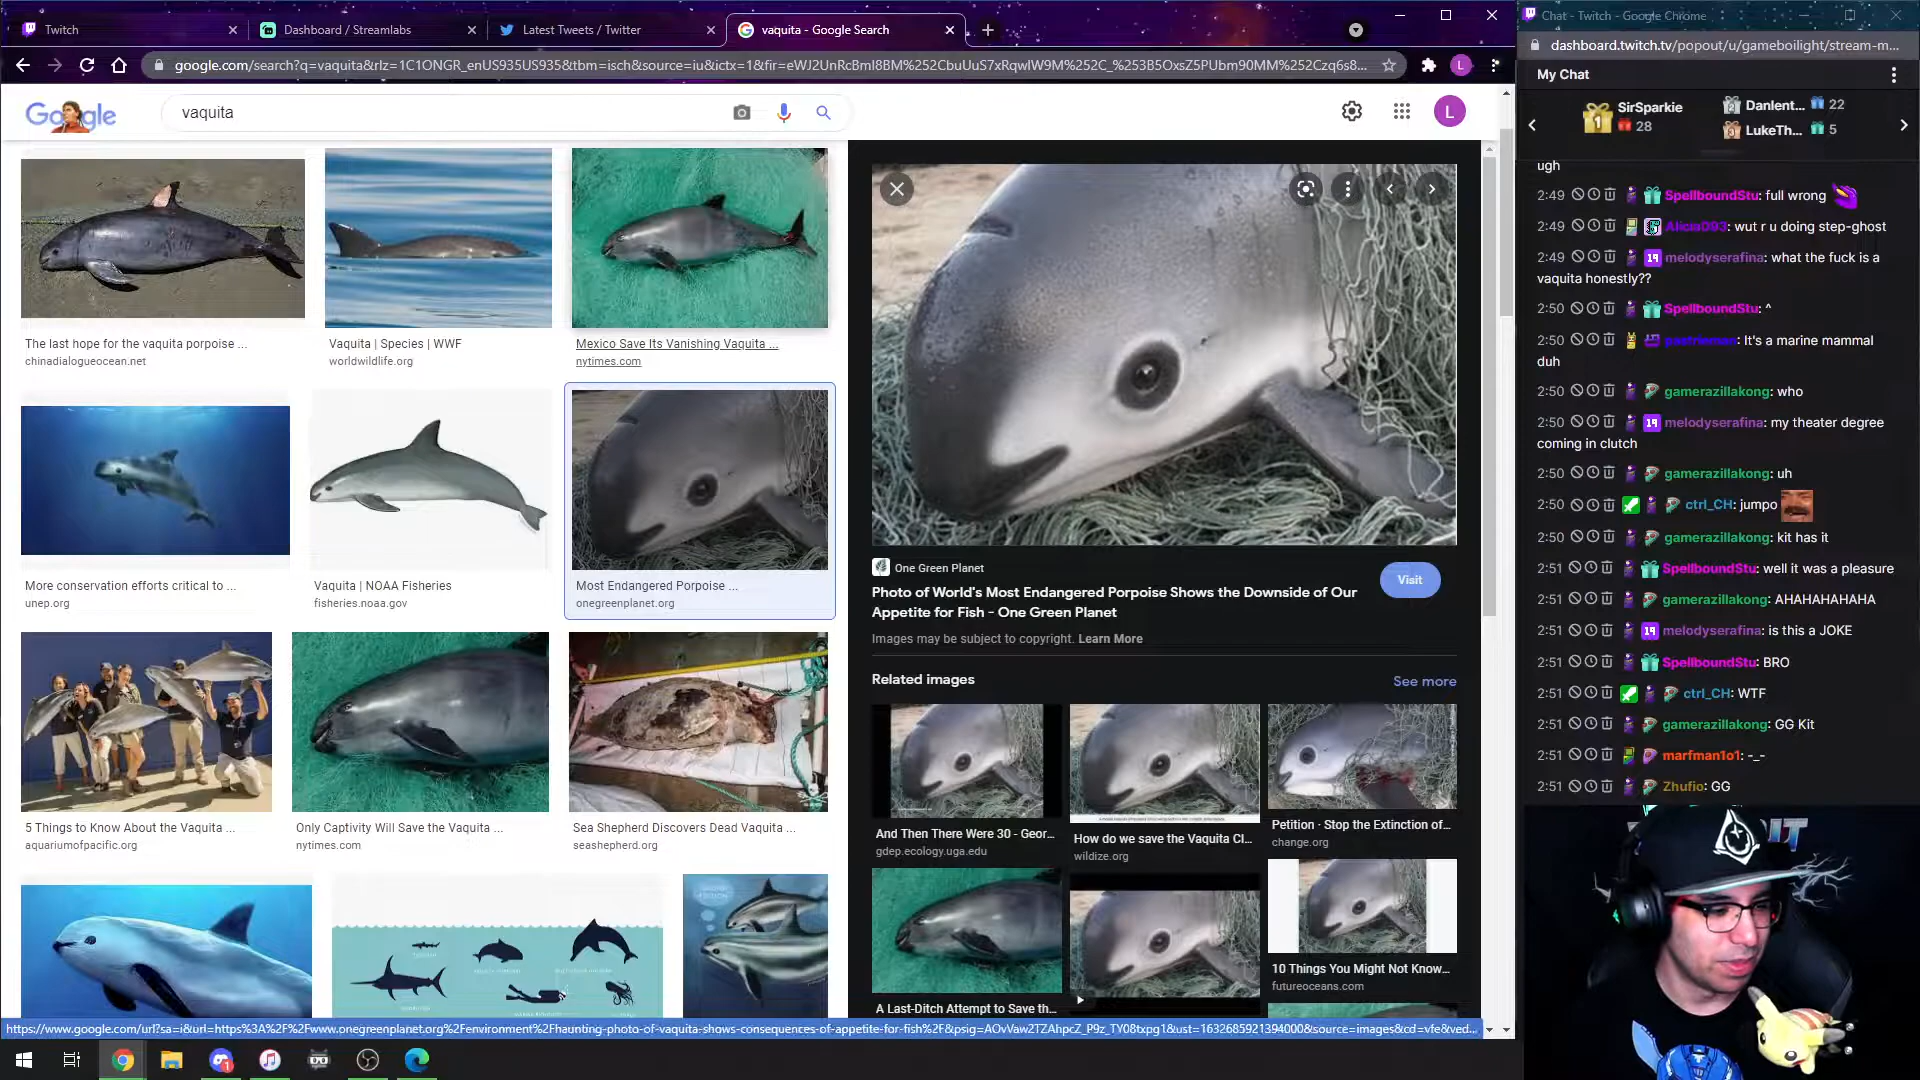 Twitch
Dashboard / Streamlabs
Latest Tweets / Twitter
vaquita - Google Search
Chat - Twitch - Google Chrome
google.com/search?q=vaquita&rlz=1C1ONGR_enUS935US935&tbm=isch&source=iu&ictx=1&fir=eWJ2UnRcBmI8BM%252CbuUuS7xRqwIW9M%252C_%253B5OxsZ5PUbm90MM%252Czq6s8...
L
dashboard.twitch.tv/popout/u/gameboilight/stream-m...
Google
vaquita
L
The last hope for the vaquita porpoise ...
chinadialogueocean.net
Vaquita | Species | WWF
worldwildlife.org
Mexico Save Its Vanishing Vaquita ...
nytimes.com
More conservation efforts critical to ...
unep.org
Vaquita | NOAA Fisheries
fisheries.noaa.gov
Most Endangered Porpoise ...
onegreenplanet.org
5 Things to Know About the Vaquita ...
aquariumofpacific.org
Only Captivity Will Save the Vaquita ...
nytimes.com
Sea Shepherd Discovers Dead Vaquita ...
seashepherd.org
One Green Planet
Visit
Photo of World's Most Endangered Porpoise Shows the Downside of Our
Appetite for Fish - One Green Planet
Images may be subject to copyright. Learn More
Related images
See more
And Then There Were 30 - Geor...
gdep.ecology.uga.edu
How do we save the Vaquita Cl...
wildize.org
Petition · Stop the Extinction of...
change.org
A Last-Ditch Attempt to Save th...
10 Things You Might Not Know...
futureoceans.com
My Chat
1
SirSparkie
28
2
Danlent...
22
3
LukeTh...
5
ugh
2:49 SpellboundStu: full wrong
2:49 AliciaD93: wut r u doing step-ghost
2:49 melodyserafina: what the fuck is a
vaquita honestly??
2:50 SpellboundStu: ^
2:50 pastrieman: It's a marine mammal
duh
2:50 gamerazillakong: who
2:50 melodyserafina: my theater degree
coming in clutch
2:50 gamerazillakong: uh
2:50 ctrl_CH: jumpo
2:50 gamerazillakong: kit has it
2:51 SpellboundStu: well it was a pleasure
2:51 gamerazillakong: AHAHAHAHAHA
2:51 melodyserafina: is this a JOKE
2:51 SpellboundStu: BRO
2:51 ctrl_CH: WTF
2:51 gamerazillakong: GG Kit
2:51 marfman1o1: -_-
2:51 Zhufio: GG